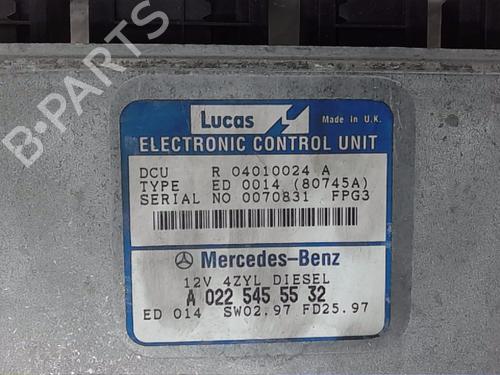 B-PARTS
Lucas
Made in U.K.
ELECTRONIC CONTROL UNIT
DCU R 04010024 A
TYPE ED 0014 (80745A)
SERIAL NO 0070831 FPG3
Mercedes-Benz
12V 4ZYL DIESEL
A 022 545 55 32
ED 014 SW02.97 FD25.97